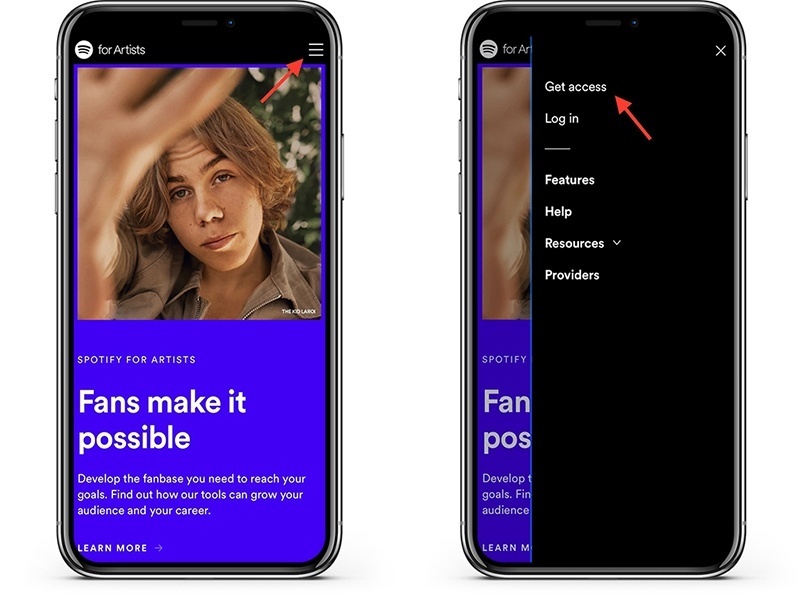 for Artists
THE KID LAROI
SPOTIFY FOR ARTISTS
Fans make it
possible
Develop the fanbase you need to reach your
goals. Find out how our tools can grow your
audience and your career.
LEARN MORE →
for Art
Get access
Log in
Features
Help
Resources
Providers
SPOTIFY
Fan
pos
Develop t
goals. Fin
audience
LEARN M